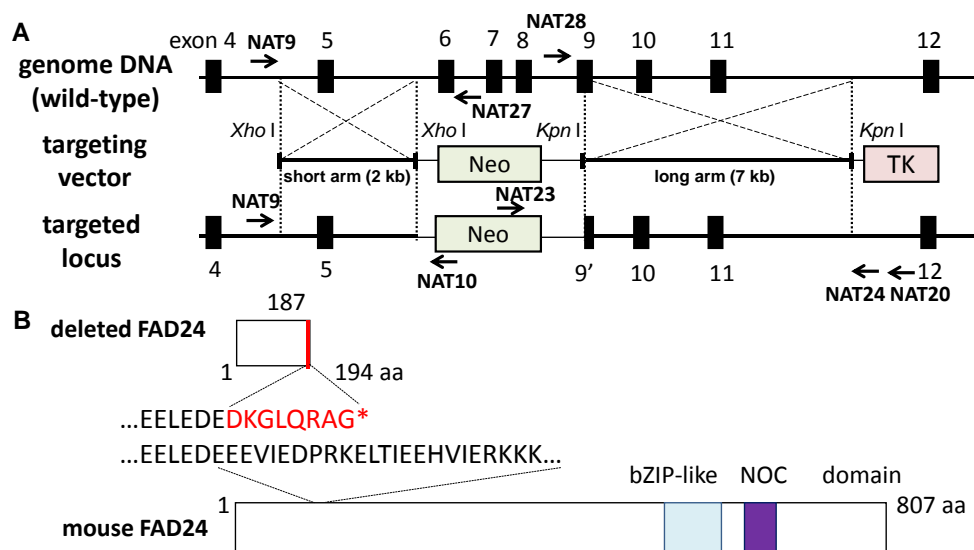 A
exon 4 NAT9 5 6 7 8 NAT28 9 10 11 12
genome DNA
(wild-type)
NAT27
Xho I Xho I Kpn I Kpn I
targeting
vector
Neo TK
short arm (2 kb) long arm (7 kb)
NAT9 NAT23
targeted
locus
Neo
4 5 NAT10 9’ 10 11 12
NAT24 NAT20
B
deleted FAD24
187
1 194 aa
...EELEDEDKGLQRAG*
...EELEDEEEVIEDPRKELTIEEHVIERKKK...
bZIP-like NOC domain
1 807 aa
mouse FAD24